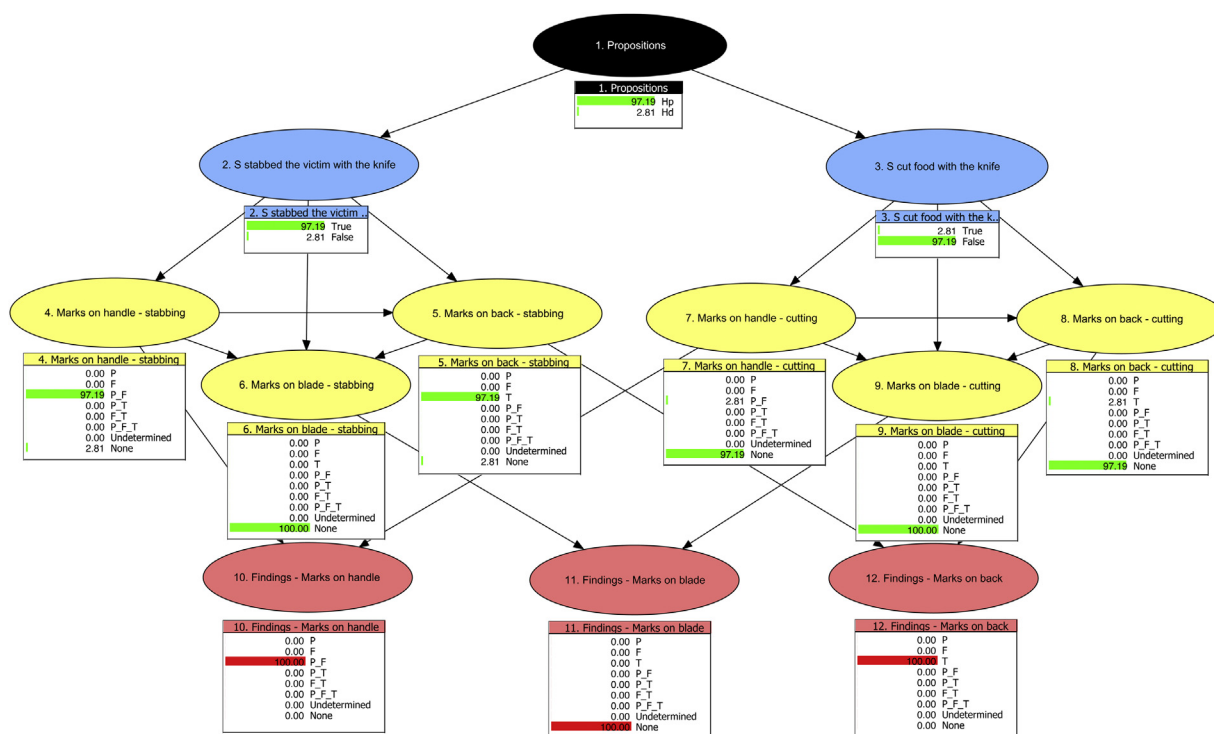 1. Propositions
1. Propositions
97.19 Hp
2.81 Hd
2. S stabbed the victim with the knife
3. S cut food with the knife
2. S stabbed the victim ..
97.19 True
2.81 False
3. S cut food with the k..
2.81 True
97.19 False
4. Marks on handle - stabbing
5. Marks on back - stabbing
7. Marks on handle - cutting
8. Marks on back - cutting
4. Marks on handle - stabbing
0.00 P
0.00 F
97.19 P_F
0.00 P_T
0.00 F_T
0.00 P_F_T
0.00 Undetermined
2.81 None
6. Marks on blade - stabbing
5. Marks on back - stabbing
0.00 P
0.00 F
97.19 T
0.00 P_F
0.00 P_T
0.00 F_T
0.00 P_F_T
0.00 Undetermined
2.81 None
7. Marks on handle - cutting
0.00 P
0.00 F
2.81 P_F
0.00 P_T
0.00 F_T
0.00 P_F_T
0.00 Undetermined
97.19 None
9. Marks on blade - cutting
8. Marks on back - cutting
0.00 P
0.00 F
2.81 T
0.00 P_F
0.00 P_T
0.00 F_T
0.00 P_F_T
0.00 Undetermined
97.19 None
6. Marks on blade - stabbing
0.00 P
0.00 F
0.00 T
0.00 P_F
0.00 P_T
0.00 F_T
0.00 P_F_T
0.00 Undetermined
100.00 None
9. Marks on blade - cutting
0.00 P
0.00 F
0.00 T
0.00 P_F
0.00 P_T
0.00 F_T
0.00 P_F_T
0.00 Undetermined
100.00 None
10. Findings - Marks on handle
11. Findings - Marks on blade
12. Findings - Marks on back
10. Findings - Marks on handle
0.00 P
0.00 F
100.00 P_F
0.00 P_T
0.00 F_T
0.00 P_F_T
0.00 Undetermined
0.00 None
11. Findings - Marks on blade
0.00 P
0.00 F
0.00 T
0.00 P_F
0.00 P_T
0.00 F_T
0.00 P_F_T
0.00 Undetermined
100.00 None
12. Findings - Marks on back
0.00 P
0.00 F
100.00 T
0.00 P_F
0.00 P_T
0.00 F_T
0.00 P_F_T
0.00 Undetermined
0.00 None